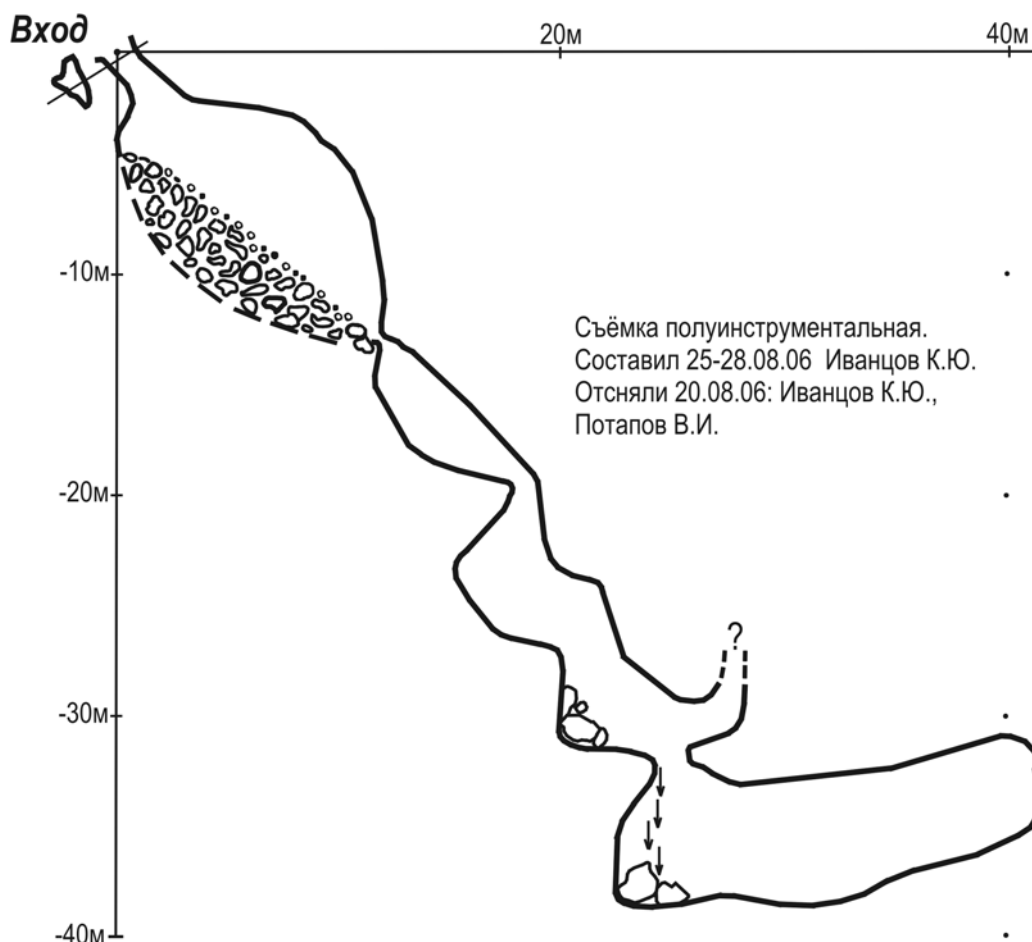 Вход
20м
40м
-10м
Съёмка полуинструментальная.
Составил 25-28.08.06 Иванцов К.Ю.
Отсняли 20.08.06: Иванцов К.Ю.,
Потапов В.И.
-20м
?
-30м
-40м